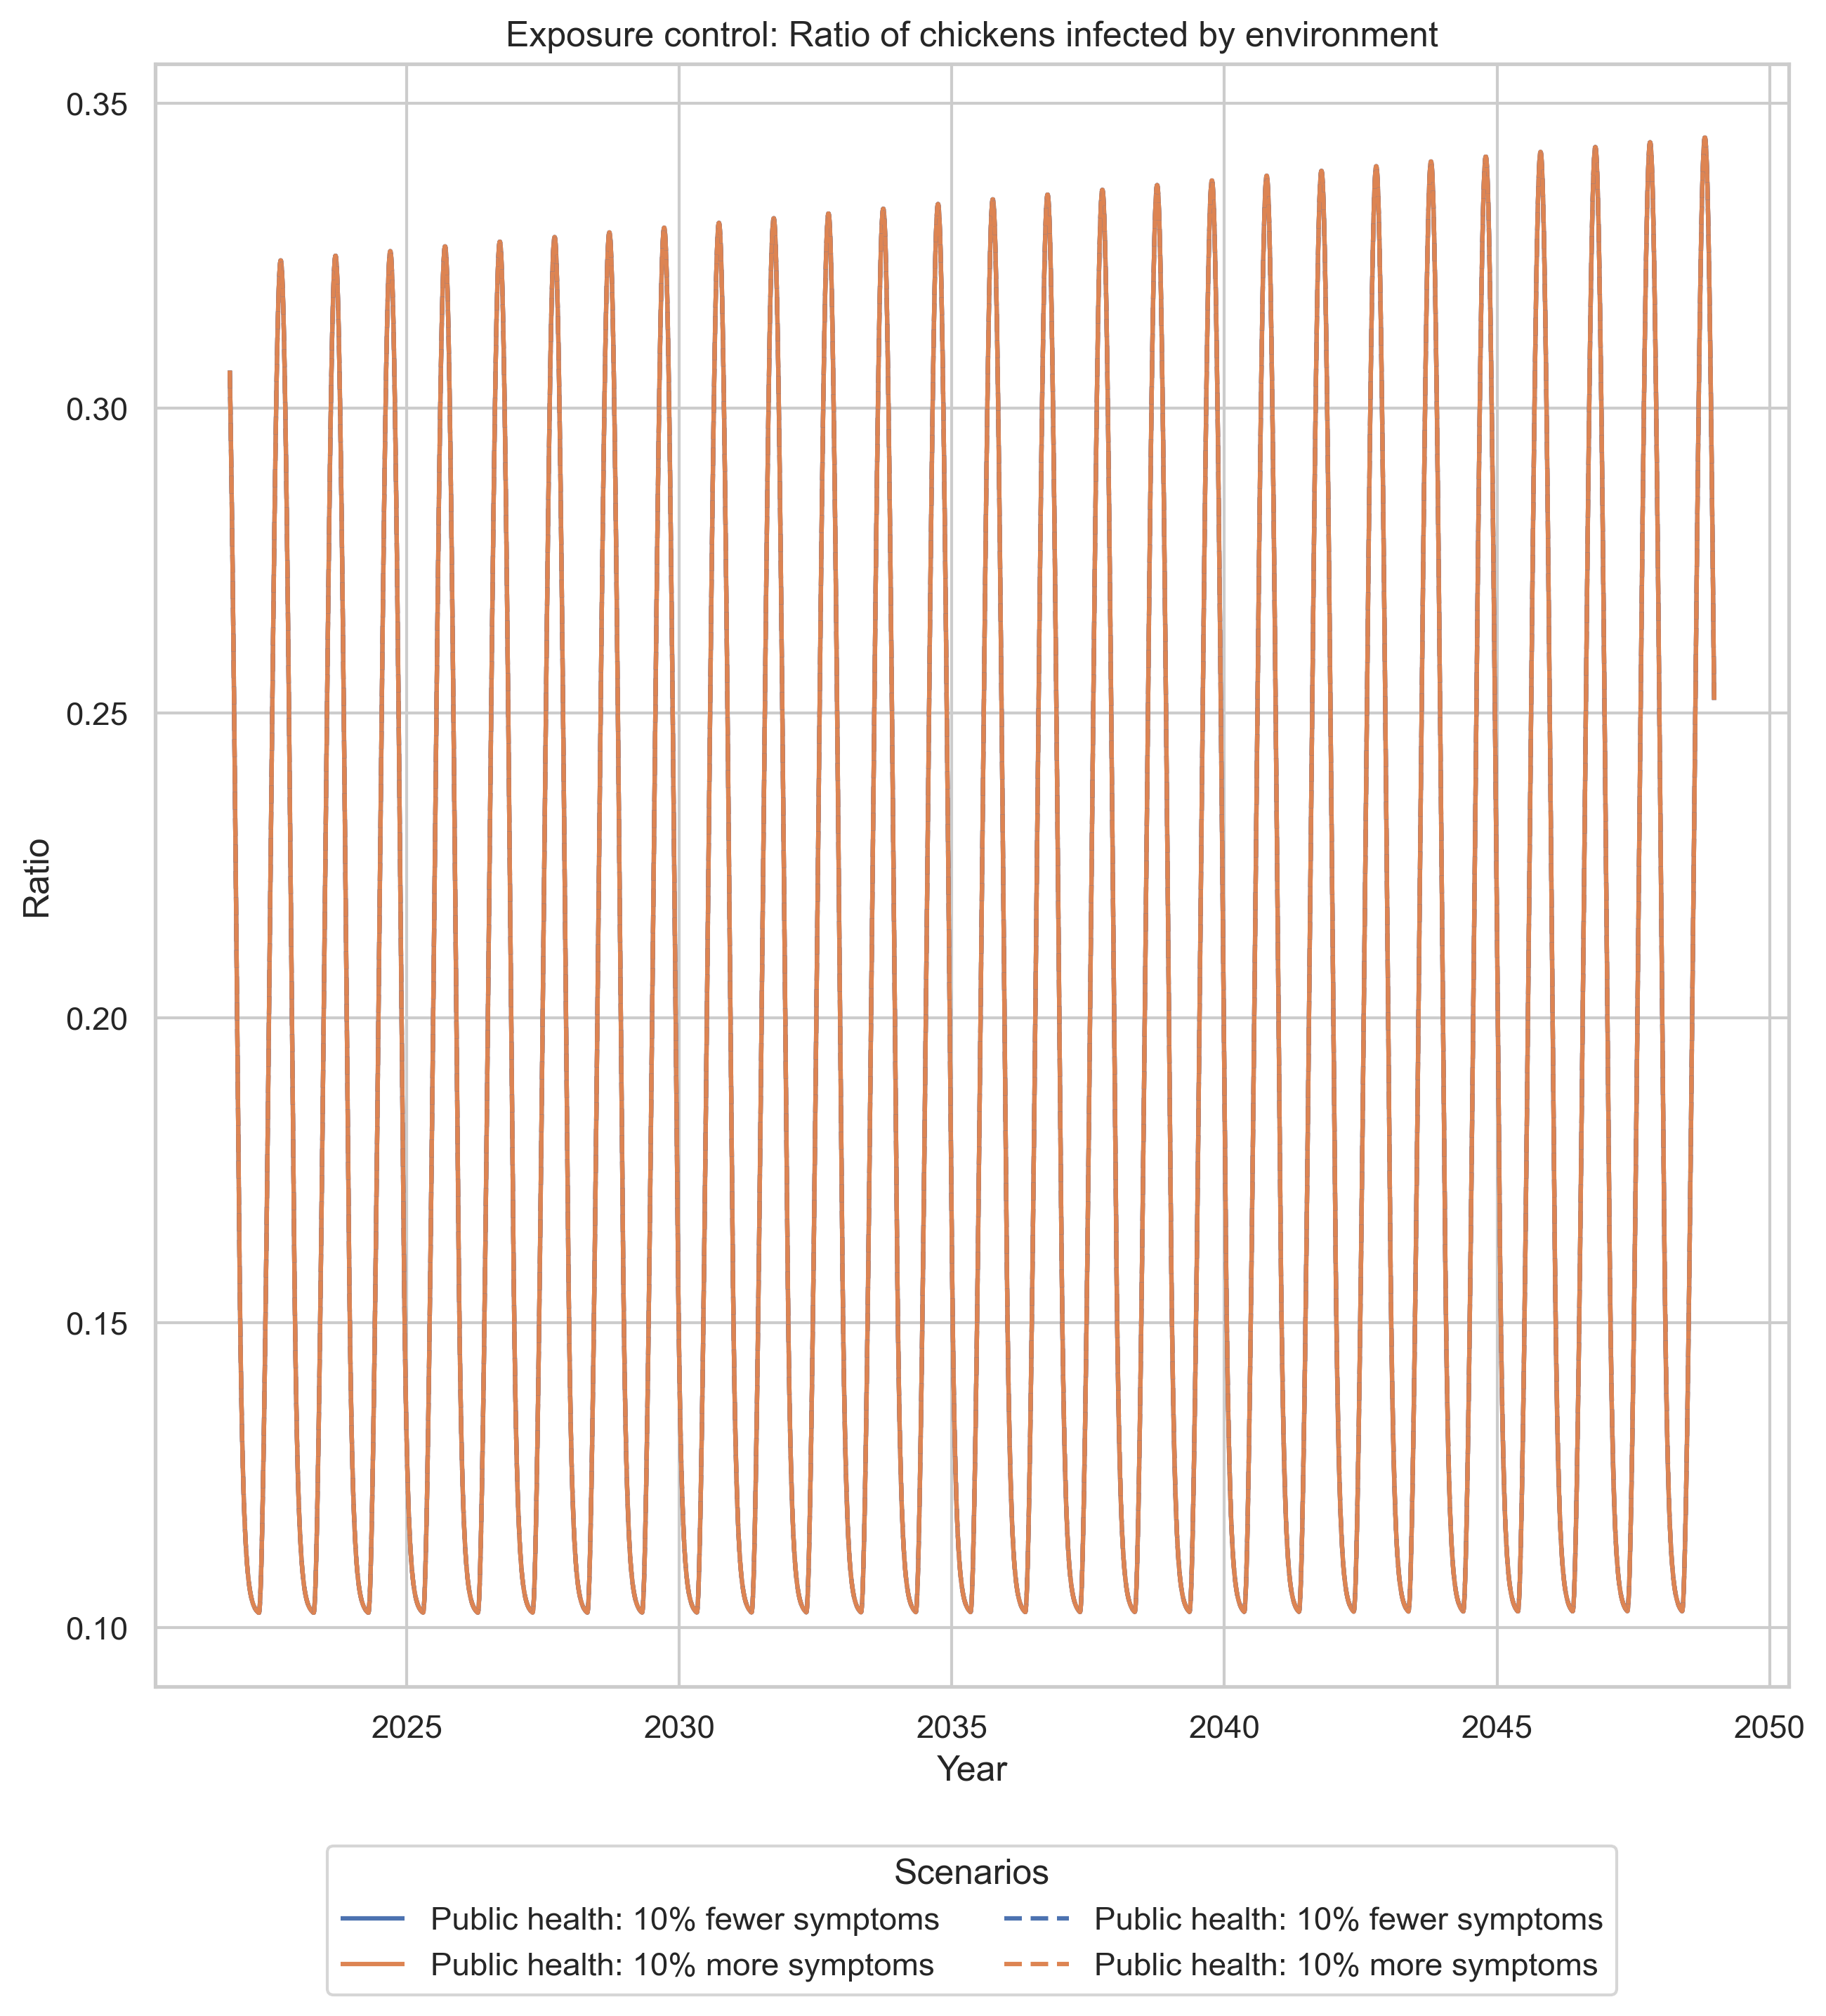 Exposure control: Ratio of chickens infected by environment
0.35
0.30
0.25
0.20
0.15
0.10
Ratio
2025 2030 2035 2040 2045 2050
Year
Scenarios
Public health: 10% fewer symptoms Public health: 10% fewer symptoms
Public health: 10% more symptoms Public health: 10% more symptoms